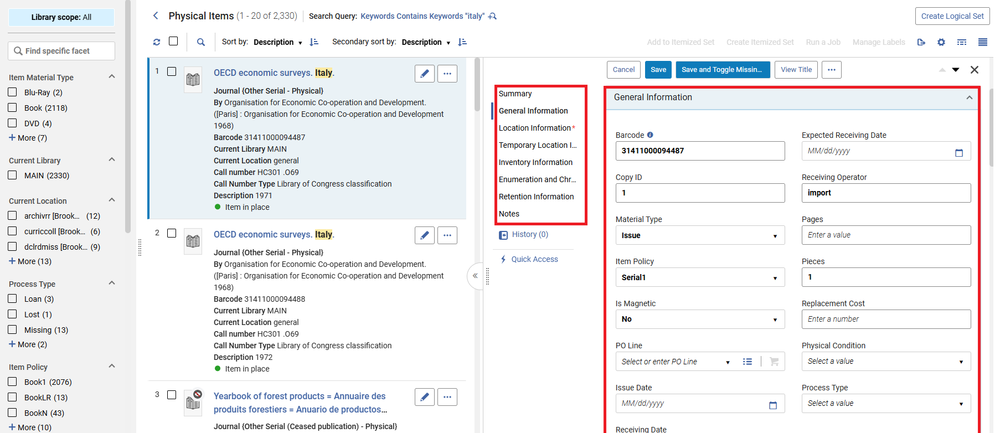 Library scope: All
Find specific facet
Item Material Type
Blu-Ray (2)
Book (2118)
DVD (4)
+ More (7)
Current Library
MAIN (2330)
Current Location
archivrr [Brook... (12)
curriccoll [Brook... (6)
dclrdmiss [Brook... (9)
+ More (13)
Process Type
Loan (3)
Lost (1)
Missing (13)
+ More (2)
Item Policy
Book1 (2076)
BookLR (13)
BookN (43)
+ More (10)
Physical Items (1 - 20 of 2,330) Search Query: Keywords Contains Keywords "italy"
Create Logical Set
Sort by: Description Secondary sort by: Description
Add to Itemized Set Create Itemized Set Run a Job Manage Labels
1
OECD economic surveys. Italy.
Journal {Other Serial - Physical}
By Organisation for Economic Co-operation and Development.
([Paris] : Organisation for Economic Co-operation and Development
1968)
Barcode 31411000094487
Current Library MAIN
Current Location general
Call number HC301 .O69
Call Number Type Library of Congress classification
Description 1971
Item in place
2
OECD economic surveys. Italy.
Journal {Other Serial - Physical}
By Organisation for Economic Co-operation and Development.
([Paris] : Organisation for Economic Co-operation and Development
1968)
Barcode 31411000094488
Current Library MAIN
Current Location general
Call number HC301 .O69
Call Number Type Library of Congress classification
Description 1972
Item in place
3
Yearbook of forest products = Annuaire des
produits forestiers = Anuario de productos...
Journal {Other Serial (Ceased publication) - Physical}
Cancel Save Save and Toggle Missin... View Title
Summary
General Information
Location Information*
Temporary Location I...
Inventory Information
Enumeration and Chr...
Retention Information
Notes
History (0)
Quick Access
General Information
Barcode
31411000094487
Expected Receiving Date
MM/dd/yyyy
Copy ID
1
Receiving Operator
import
Material Type
Issue
Pages
Enter a value
Item Policy
Serial1
Pieces
1
Is Magnetic
No
Replacement Cost
Enter a number
PO Line
Select or enter PO Line
Physical Condition
Select a value
Issue Date
MM/dd/yyyy
Process Type
Select a value
Receiving Date